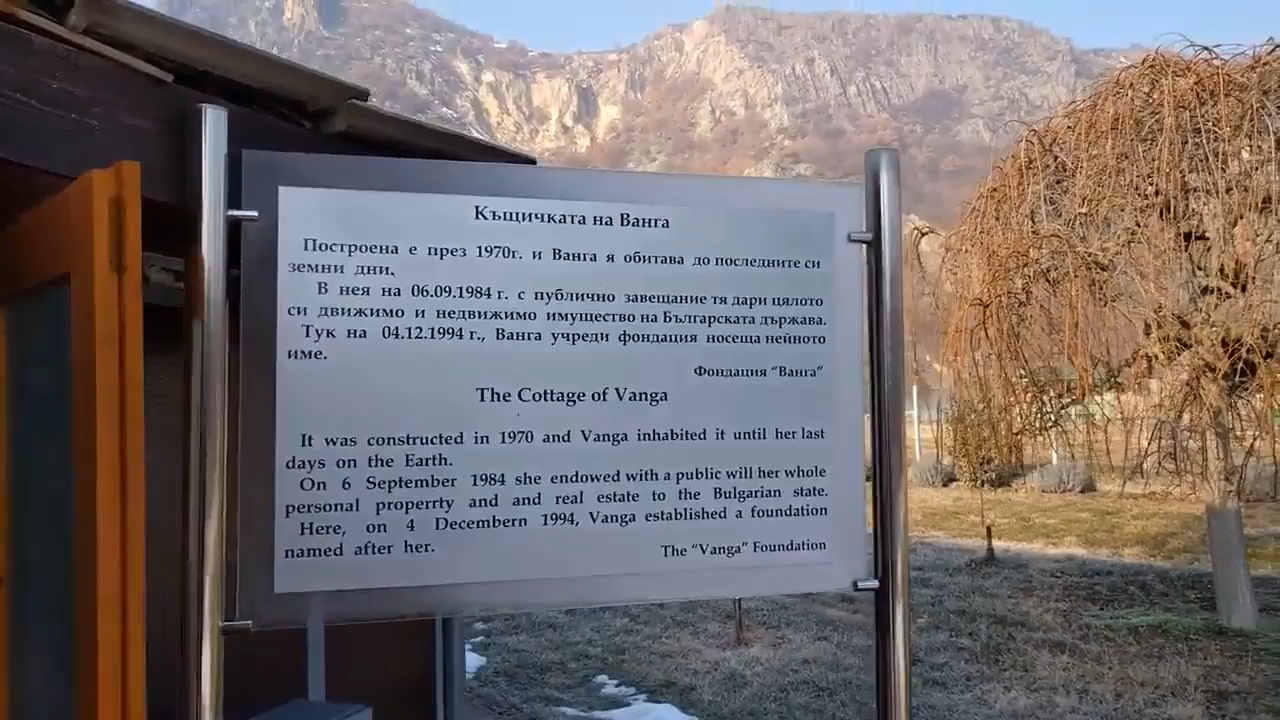 Къщичката на Ванга
Построена е през 1970г. и Ванга я обитава до последните си
земни дни.
В нея на 06.09.1984 г. с публично завещание тя дари цялото
си движимо и недвижимо имущество на Българската държава.
Тук на 04.12.1994 г., Ванга учреди фондация носеща нейното
име.
Фондация "Ванга"
The Cottage of Vanga
It was constructed in 1970 and Vanga inhabited it until her last
days on the Earth.
On 6 September 1984 she endowed with a public will her whole
personal properrty and and real estate to the Bulgarian state.
Here, on 4 Decembern 1994, Vanga established a foundation
named after her.
The "Vanga" Foundation